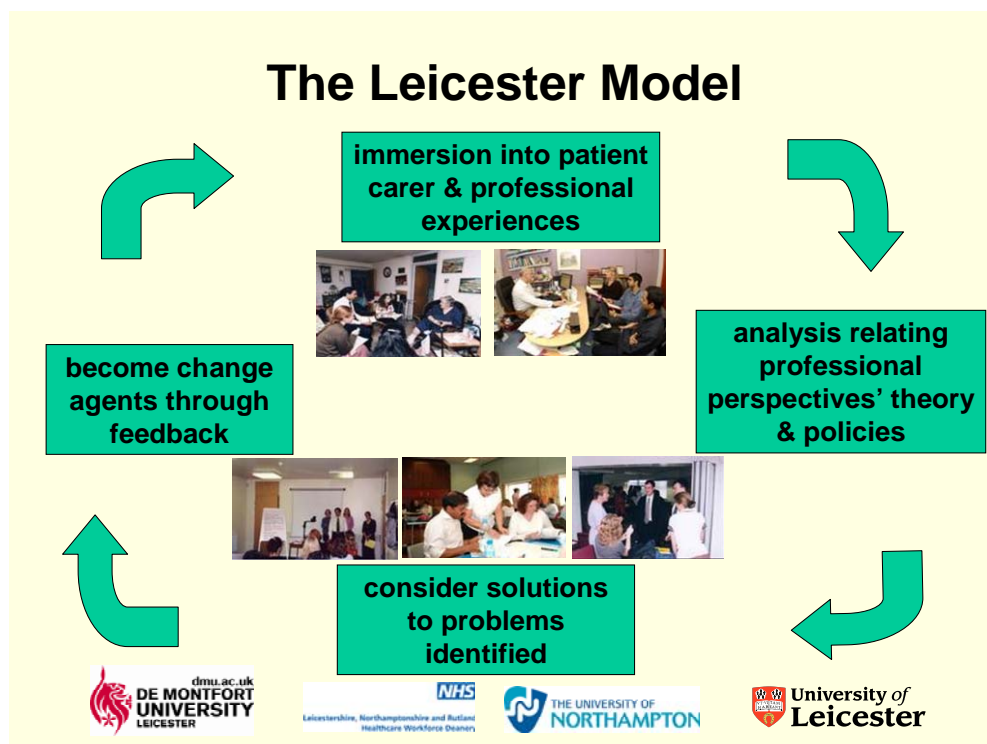 The Leicester Model
immersion into patient
carer & professional
experiences
analysis relating
professional
perspectives’ theory
& policies
become change
agents through
feedback
consider solutions
to problems
identified
dmu.ac.uk
DE MONTFORT
UNIVERSITY
LEICESTER
NHS
Leicestershire, Northamptonshire and Rutland
Healthcare Workforce Deanery
THE UNIVERSITY OF
NORTHAMPTON
University of
Leicester